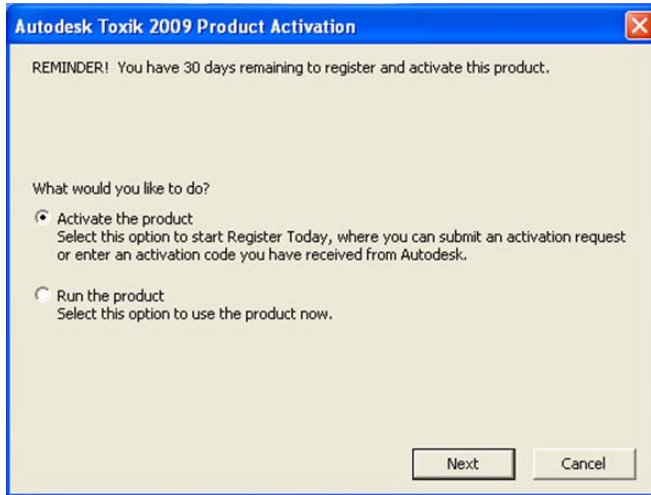 Autodesk Toxik 2009 Product Activation
REMINDER! You have 30 days remaining to register and activate this product.
What would you like to do?
Activate the product
Select this option to start Register Today, where you can submit an activation request
or enter an activation code you have received from Autodesk.
Run the product
Select this option to use the product now.
Next
Cancel